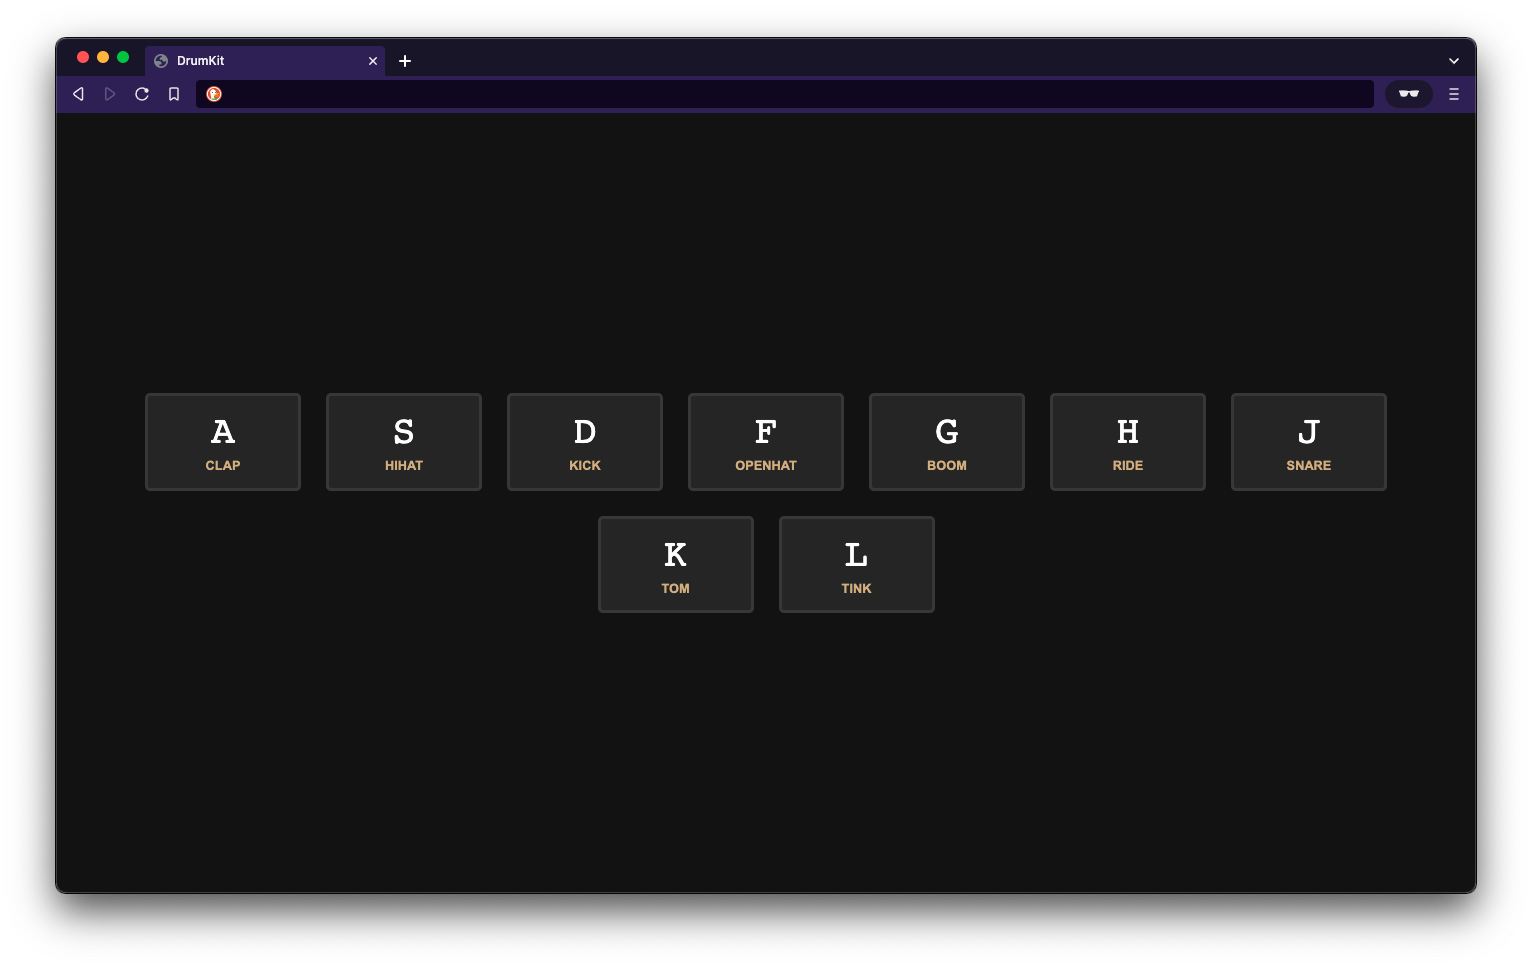 DrumKit
A S D F G H J
CLAP HIHAT KICK OPENHAT BOOM RIDE SNARE
K L
TOM TINK